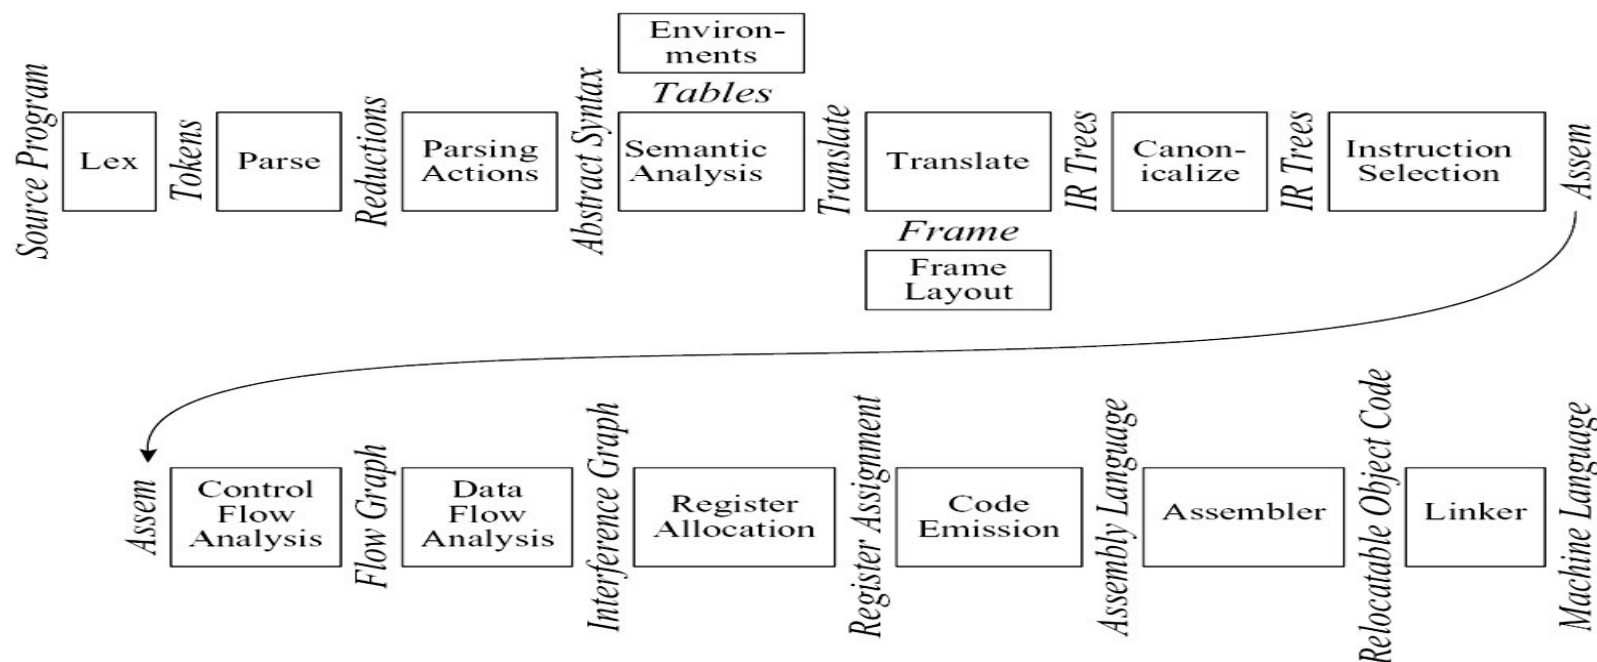 Environ-
ments
Tables
Source Program
Lex
Tokens
Parse
Reductions
Parsing
Actions
Abstract Syntax
Semantic
Analysis
Translate
Translate
IR Trees
Canon-
icalize
IR Trees
Instruction
Selection
Assem
Frame
Frame
Layout
Assem
Control
Flow
Analysis
Flow Graph
Data
Flow
Analysis
Interference Graph
Register
Allocation
Register Assignment
Code
Emission
Assembly Language
Assembler
Relocatable Object Code
Linker
Machine Language